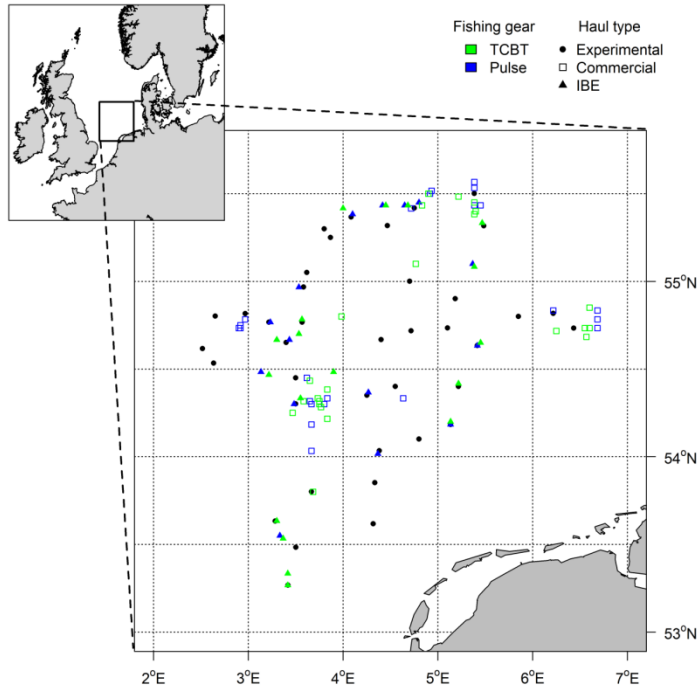 Fishing gear Haul type
TCBT Experimental
Pulse Commercial
IBE
55°N
54°N
53°N
2°E 3°E 4°E 5°E 6°E 7°E